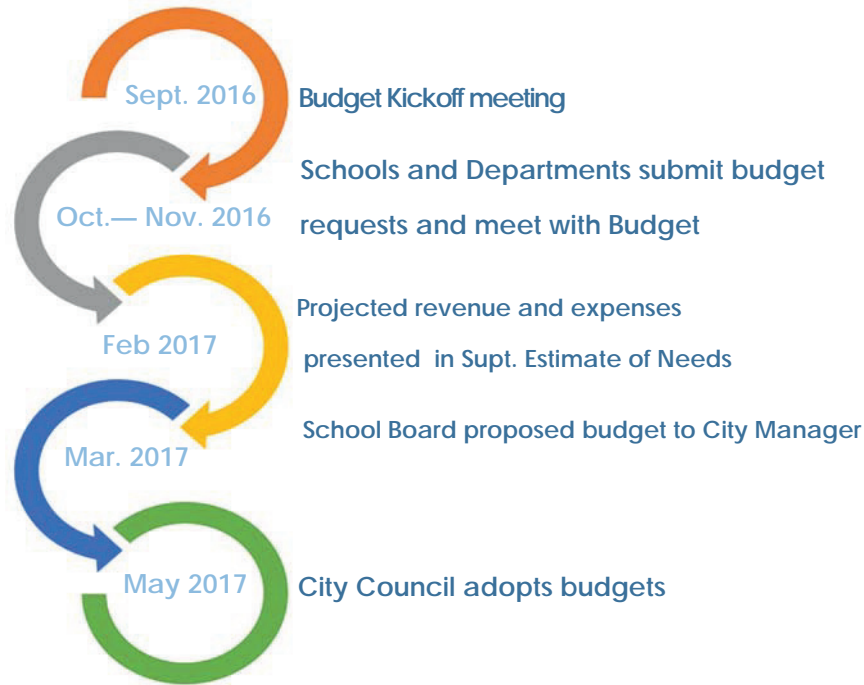 Sept. 2016
Budget Kickoff meeting
Oct.— Nov. 2016
Schools and Departments submit budget
requests and meet with Budget
Feb 2017
Projected revenue and expenses
presented in Supt. Estimate of Needs
Mar. 2017
School Board proposed budget to City Manager
May 2017
City Council adopts budgets